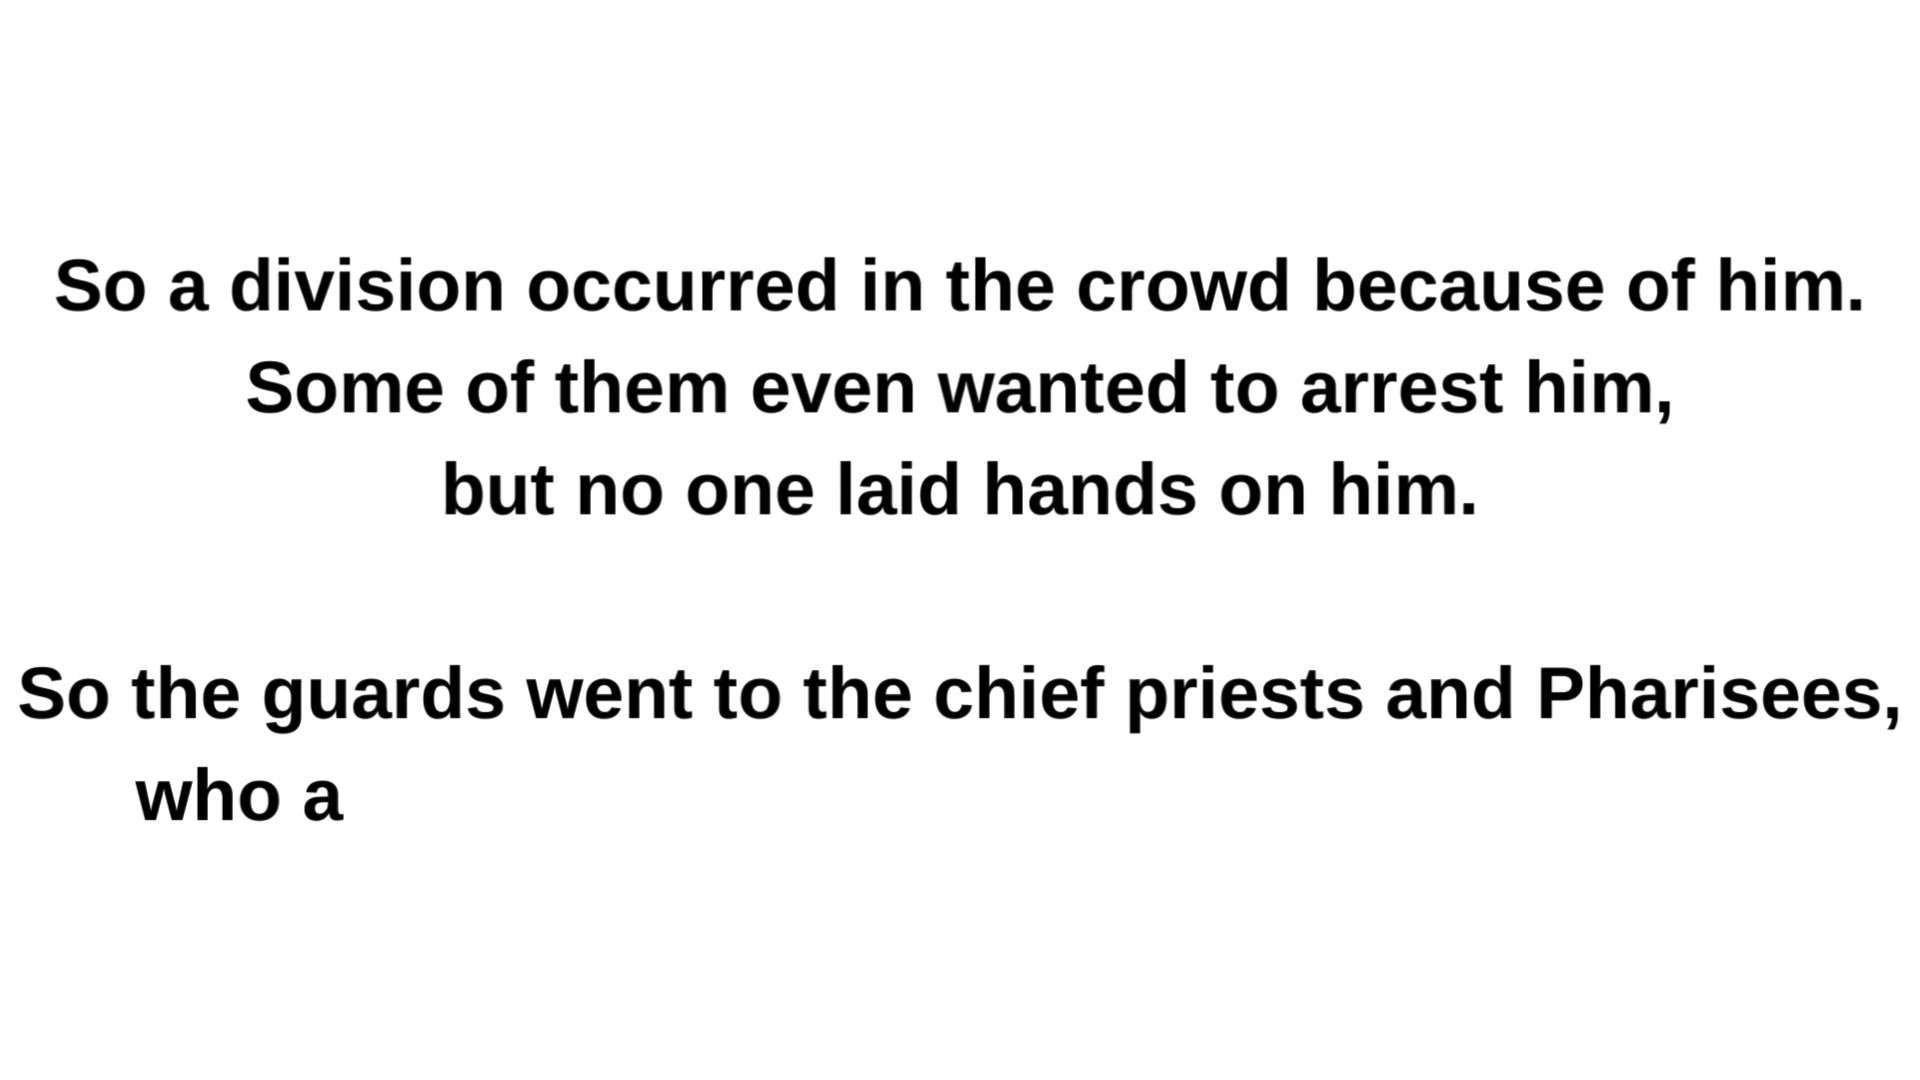 So a division occurred in the crowd because of him.
Some of them even wanted to arrest him,
but no one laid hands on him.
So the guards went to the chief priests and Pharisees,
who a